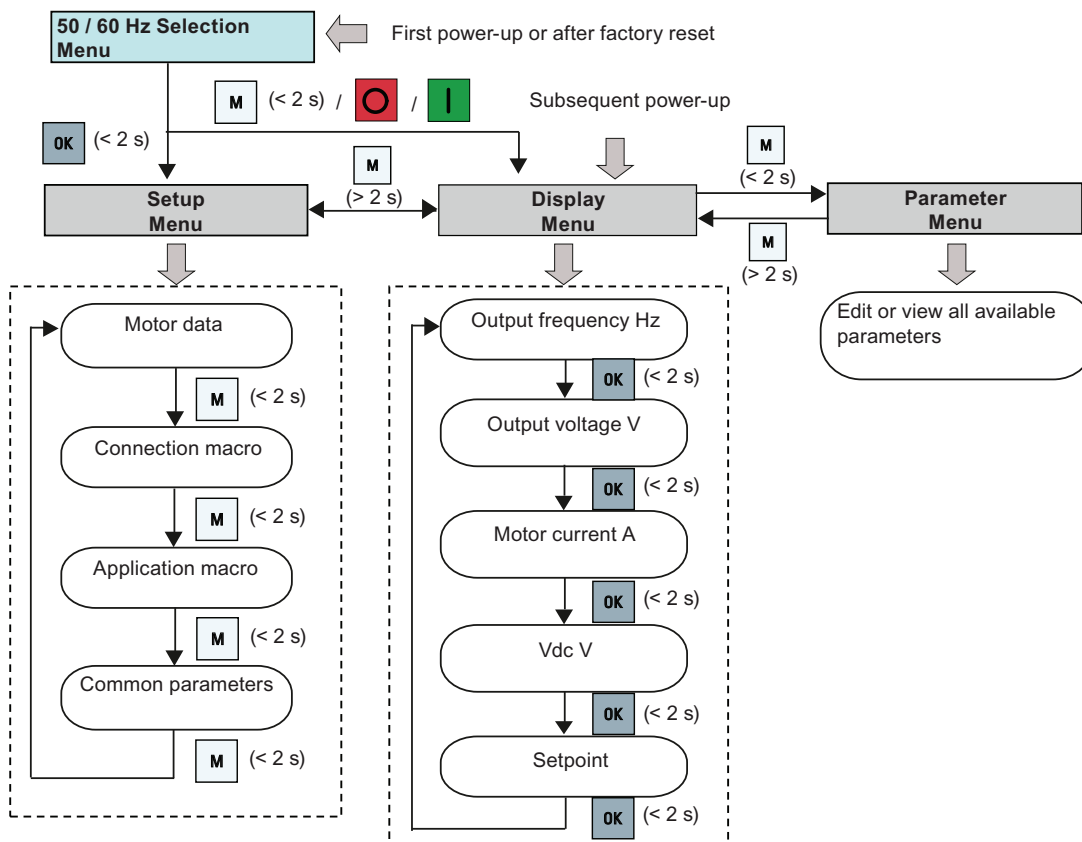 50 / 60 Hz Selection
Menu
First power-up or after factory reset
M (< 2 s) / O / I
Subsequent power-up
OK (< 2 s)
M
(> 2 s)
M
(< 2 s)
Setup
Menu
Display
Menu
Parameter
Menu
M
(> 2 s)
Motor data
M (< 2 s)
Connection macro
M (< 2 s)
Application macro
M (< 2 s)
Common parameters
M (< 2 s)
Output frequency Hz
OK (< 2 s)
Output voltage V
OK (< 2 s)
Motor current A
OK (< 2 s)
Vdc V
OK (< 2 s)
Setpoint
OK (< 2 s)
Edit or view all available
parameters